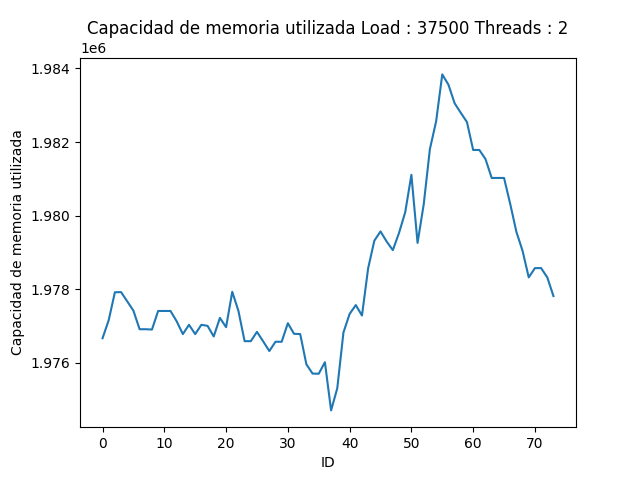 Capacidad de memoria utilizada Load : 37500 Threads : 2
1e6
1.984
1.982
1.980
1.978
1.976
Capacidad de memoria utilizada
0 10 20 30 40 50 60 70
ID